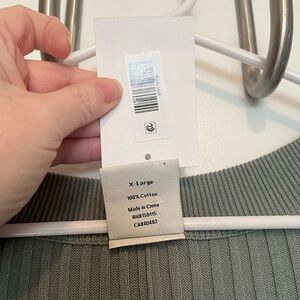 X-Large
100% Cotton
Made in China
RN#150115
CA#40482